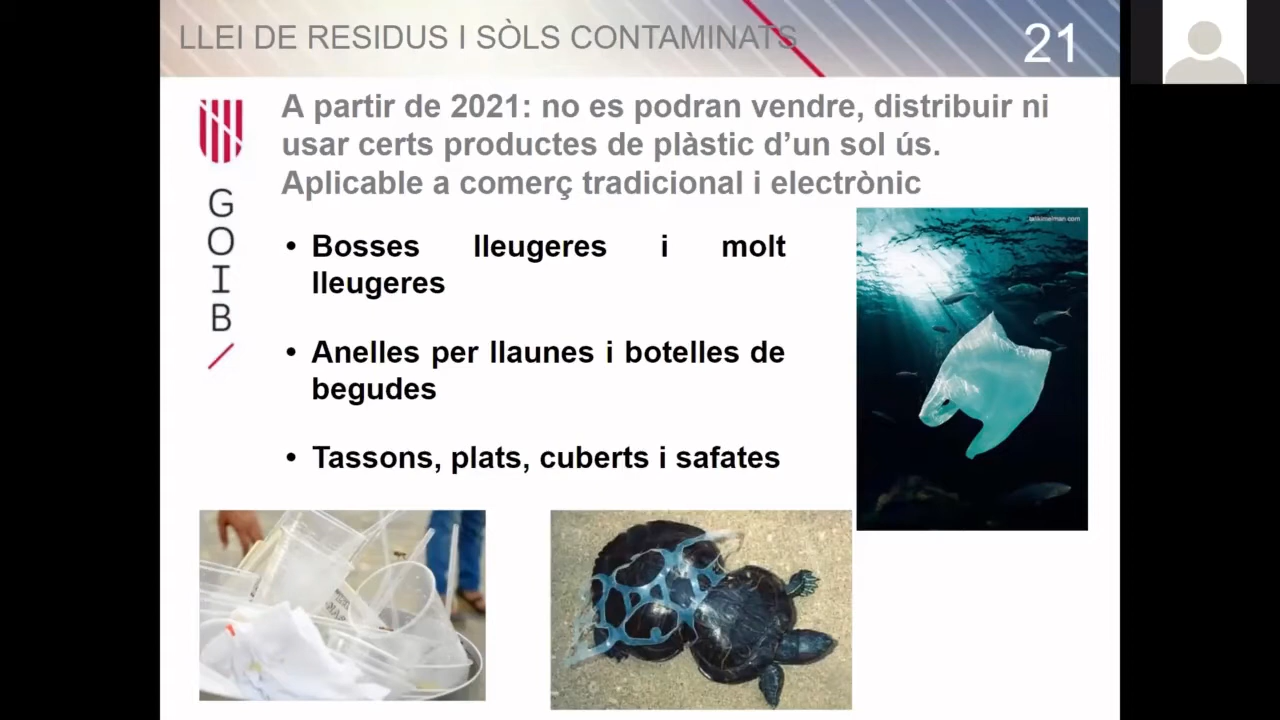 LLEI DE RESIDUS I SÒLS CONTAMINATS
21
A partir de 2021: no es podran vendre, distribuir ni
usar certs productes de plàstic d’un sol ús.
Aplicable a comerç tradicional i electrònic
G
O
I
B
/
• Bosses lleugeres i molt
lleugeres
• Anelles per llaunes i botelles de
begudes
• Tassons, plats, cuberts i safates